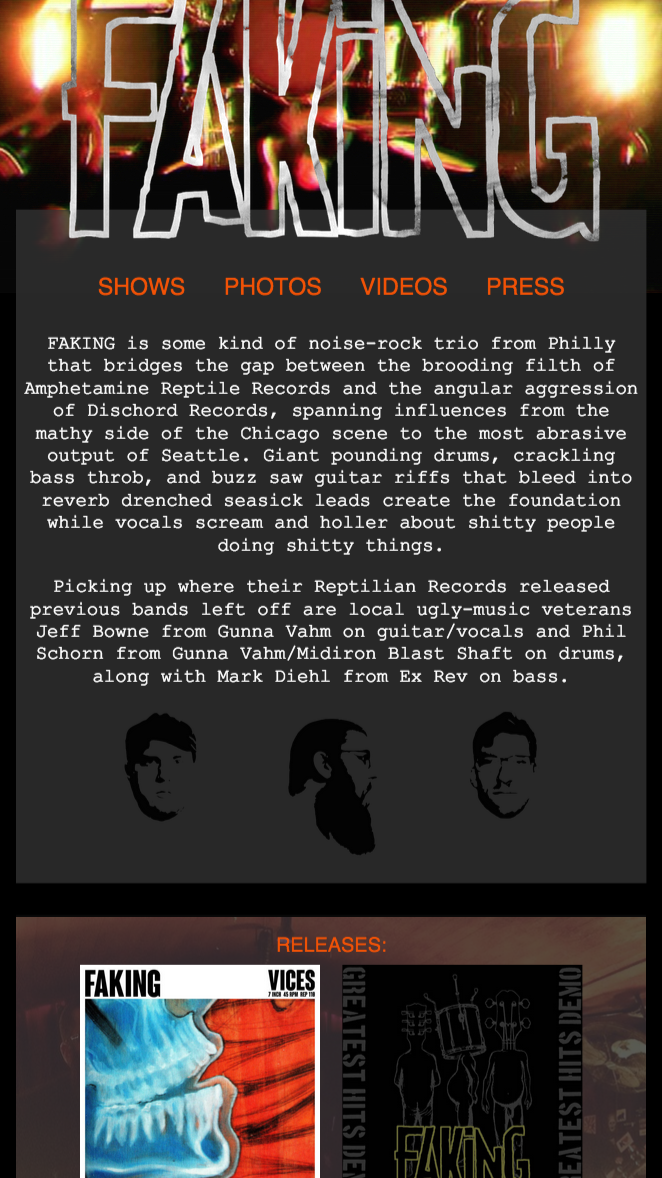 FAKING
SHOWS PHOTOS VIDEOS PRESS
FAKING is some kind of noise-rock trio from Philly
that bridges the gap between the brooding filth of
Amphetamine Reptile Records and the angular aggression
of Dischord Records, spanning influences from the
mathy side of the Chicago scene to the most abrasive
output of Seattle. Giant pounding drums, crackling
bass throb, and buzz saw guitar riffs that bleed into
reverb drenched seasick leads create the foundation
while vocals scream and holler about shitty people
doing shitty things.
Picking up where their Reptilian Records released
previous bands left off are local ugly-music veterans
Jeff Bowne from Gunna Vahm on guitar/vocals and Phil
Schorn from Gunna Vahm/Midiron Blast Shaft on drums,
along with Mark Diehl from Ex Rev on bass.
RELEASES:
FAKING
VICES
7 INCH 45 RPM REP 110
GREATEST HITS DEM
EATEST HITS DEMO
FAKING